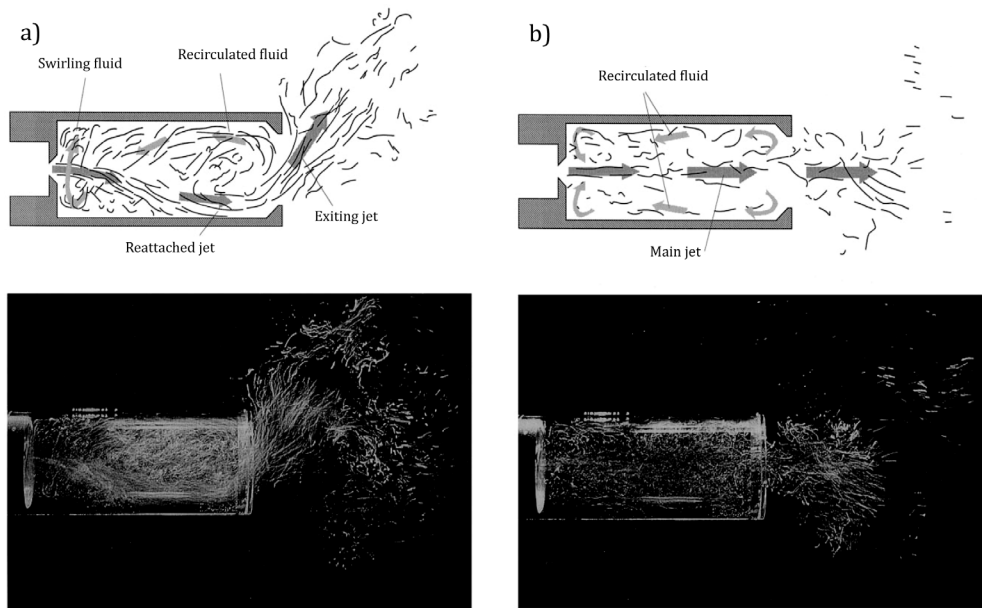 a)
Recirculated fluid
Swirling fluid
Exiting jet
Reattached jet
b)
Recirculated fluid
Main jet